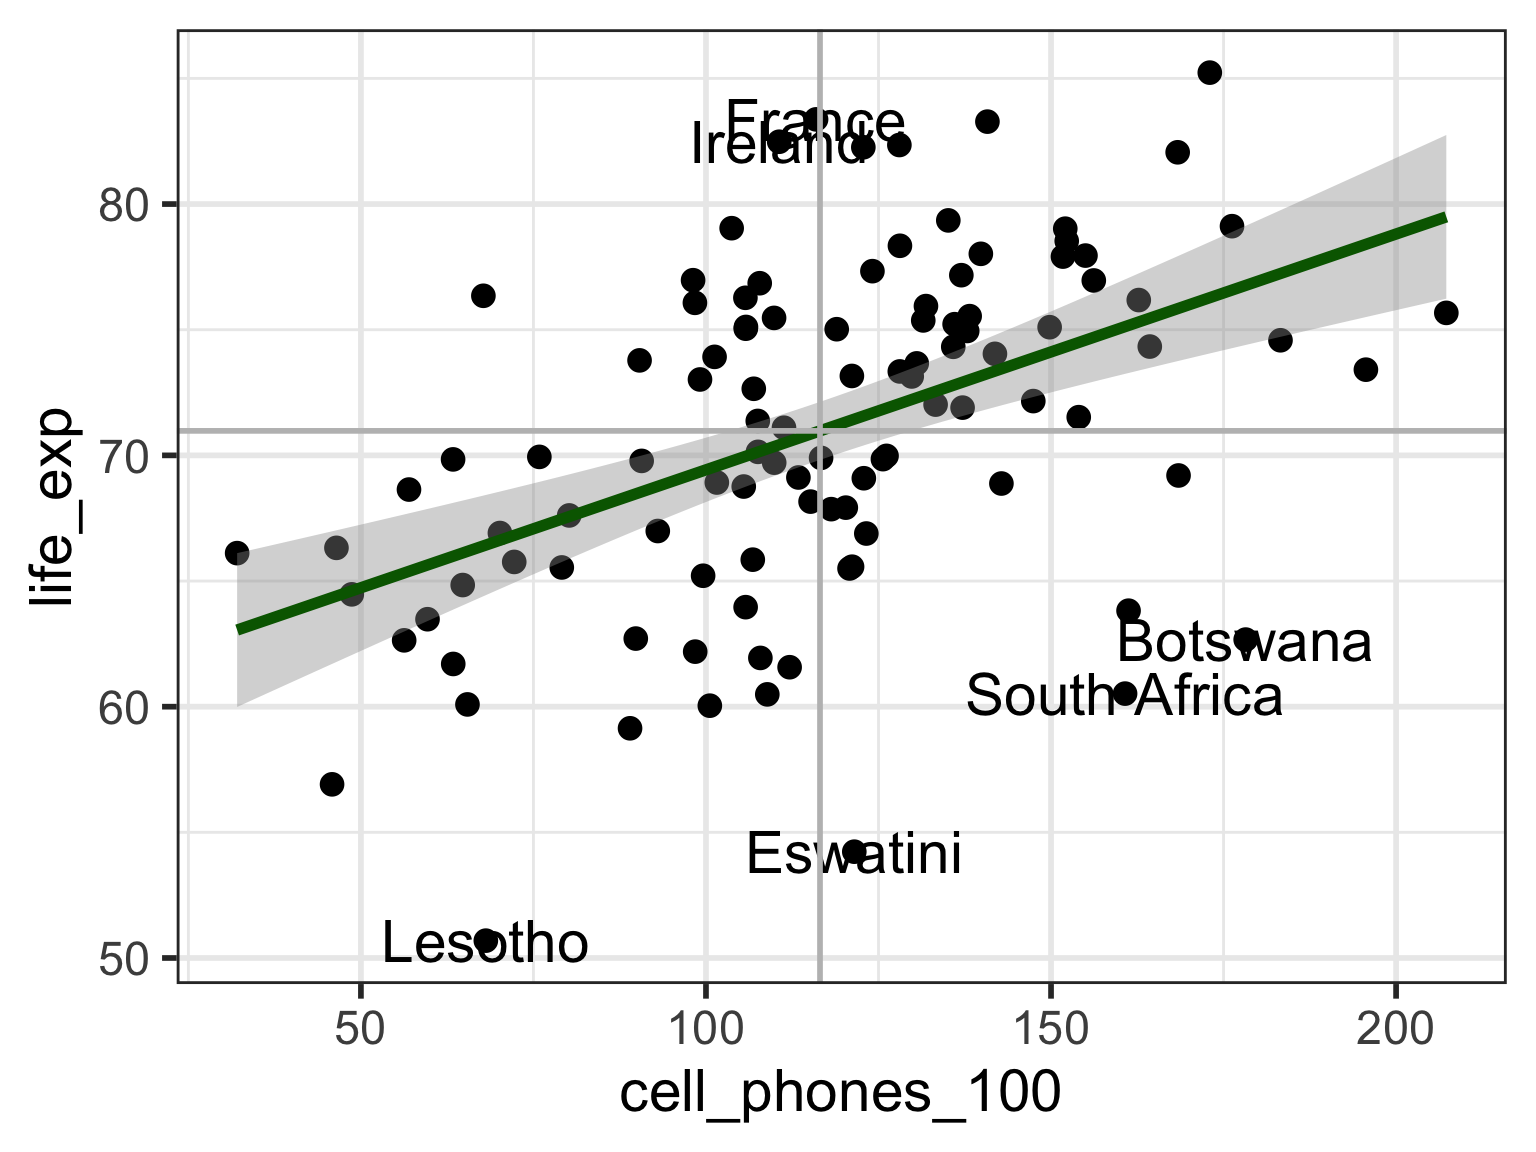 France
Ireland
80
70
life_exp
Botswana
South Africa
60
Eswatini
Lesotho
50
50 100 150 200
cell_phones_100